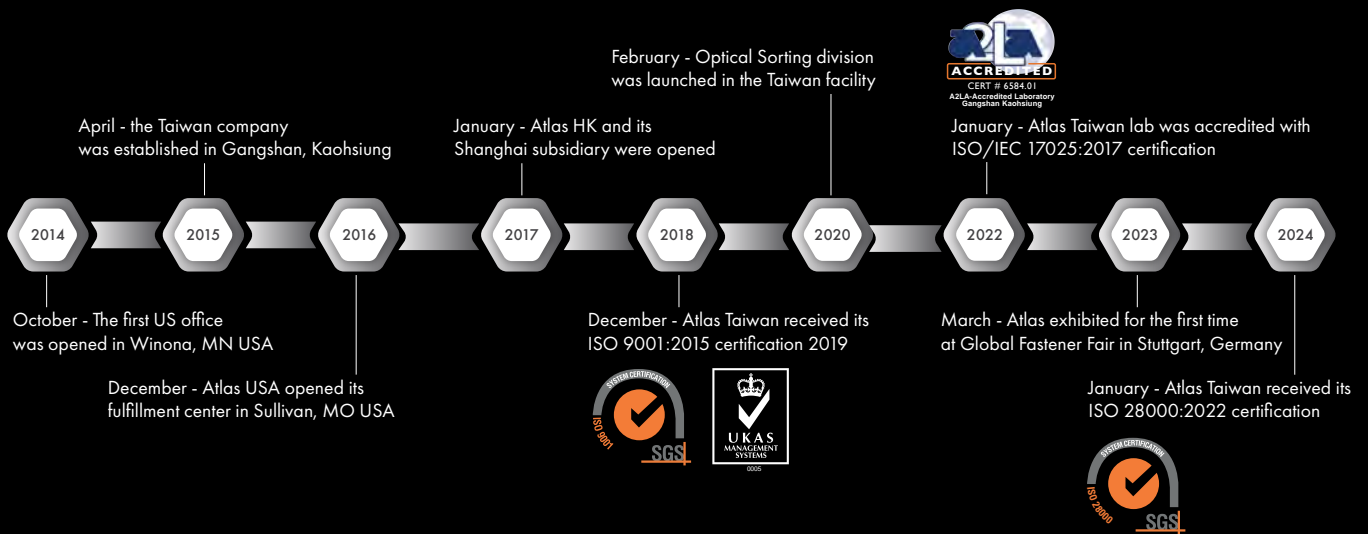 February - Optical Sorting division
was launched in the Taiwan facility
a2La
ACCREDITED
CERT # 6584.01
A2LA-Accredited Laboratory
Gangshan Kaohsiung
April - the Taiwan company
was established in Gangshan, Kaohsiung
January - Atlas HK and its
Shanghai subsidiary were opened
January - Atlas Taiwan lab was accredited with
ISO/IEC 17025:2017 certification
2014
2015
2016
2017
2018
2020
2022
2023
2024
October - The first US office
was opened in Winona, MN USA
December - Atlas USA opened its
fulfillment center in Sullivan, MO USA
December - Atlas Taiwan received its
ISO 9001:2015 certification 2019
SYSTEM CERTIFICATION
ISO 9001
SGS
UKAS
MANAGEMENT
SYSTEMS
0005
March - Atlas exhibited for the first time
at Global Fastener Fair in Stuttgart, Germany
January - Atlas Taiwan received its
ISO 28000:2022 certification
SYSTEM CERTIFICATION
ISO 28000
SGS